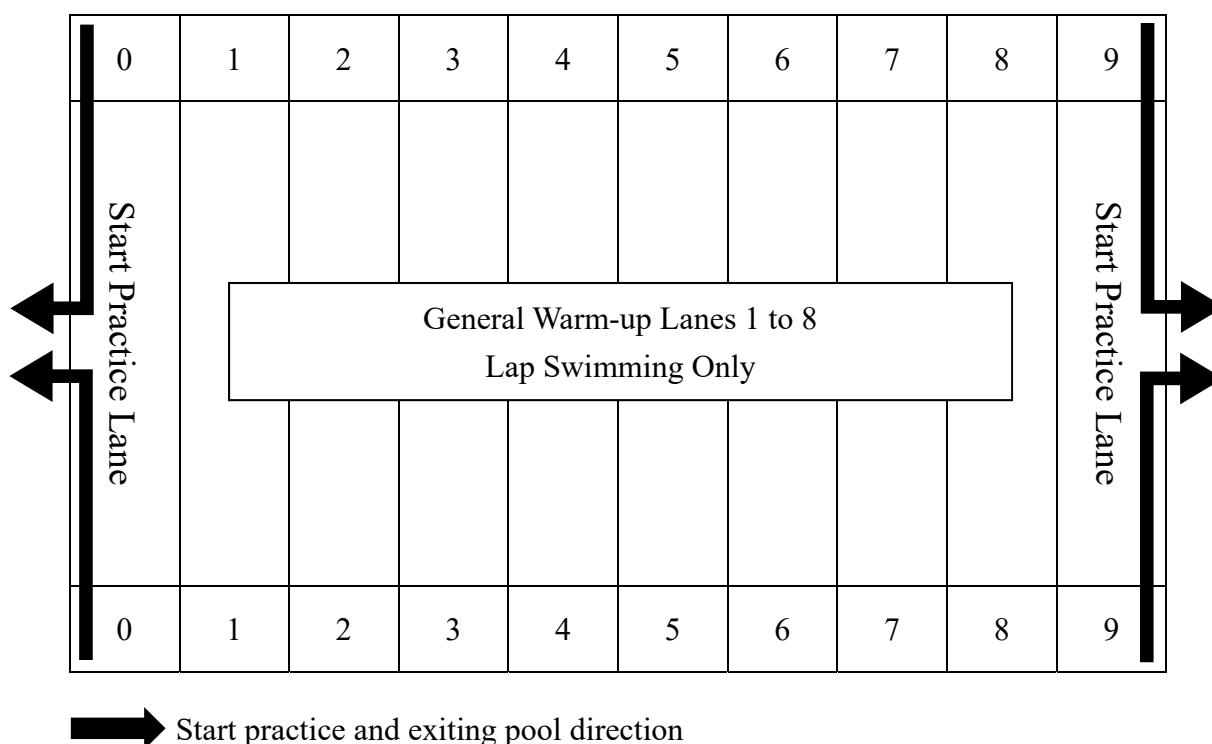 0 1 2 3 4 5 6 7 8 9
Start Practice Lane
General Warm-up Lanes 1 to 8
Lap Swimming Only
Start Practice Lane
0 1 2 3 4 5 6 7 8 9
Start practice and exiting pool direction